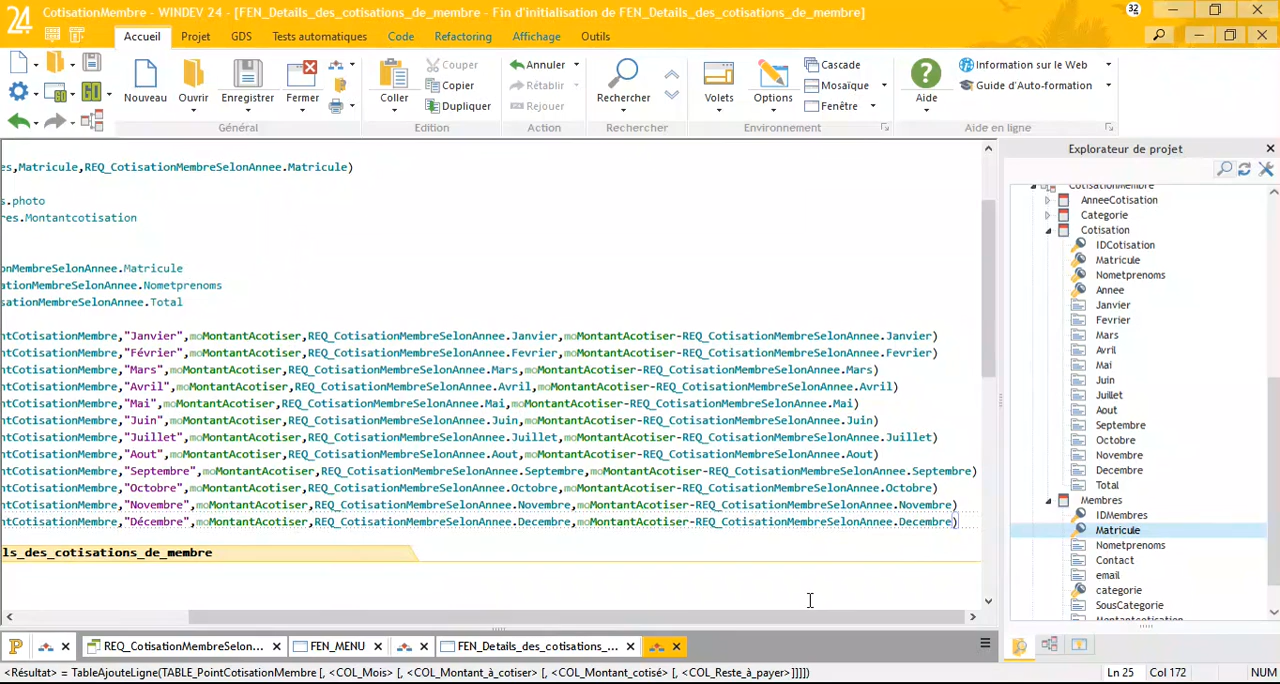 24 CotisationMembre - WINDEV 24 - [FEN_Details_des_cotisations_de_membre - Fin d'initialisation de FEN_Details_des_cotisations_de_membre] 32
Accueil Projet GDS Tests automatiques Code Refactoring Affichage Outils
Nouveau Ouvrir Enregistrer Fermer
Général
Coller Couper Copier Dupliquer
Edition
Annuler Rétablir Rejouer
Action
Rechercher
Rechercher
Volets Options Cascade Mosaïque Fenêtre
Environnement
Aide Information sur le Web Guide d'Auto-formation
Aide en ligne
es,Matricule,REQ_CotisationMembreSelonAnnee.Matricule)
s.photo
res.Montantcotisation
onMembreSelonAnnee.Matricule
ationMembreSelonAnnee.Nometprenoms
sationMembreSelonAnnee.Total
ntCotisationMembre,"Janvier",moMontantAcotiser,REQ_CotisationMembreSelonAnnee.Janvier,moMontantAcotiser-REQ_CotisationMembreSelonAnnee.Janvier)
ntCotisationMembre,"Février",moMontantAcotiser,REQ_CotisationMembreSelonAnnee.Fevrier,moMontantAcotiser-REQ_CotisationMembreSelonAnnee.Fevrier)
ntCotisationMembre,"Mars",moMontantAcotiser,REQ_CotisationMembreSelonAnnee.Mars,moMontantAcotiser-REQ_CotisationMembreSelonAnnee.Mars)
ntCotisationMembre,"Avril",moMontantAcotiser,REQ_CotisationMembreSelonAnnee.Avril,moMontantAcotiser-REQ_CotisationMembreSelonAnnee.Avril)
ntCotisationMembre,"Mai",moMontantAcotiser,REQ_CotisationMembreSelonAnnee.Mai,moMontantAcotiser-REQ_CotisationMembreSelonAnnee.Mai)
ntCotisationMembre,"Juin",moMontantAcotiser,REQ_CotisationMembreSelonAnnee.Juin,moMontantAcotiser-REQ_CotisationMembreSelonAnnee.Juin)
ntCotisationMembre,"Juillet",moMontantAcotiser,REQ_CotisationMembreSelonAnnee.Juillet,moMontantAcotiser-REQ_CotisationMembreSelonAnnee.Juillet)
ntCotisationMembre,"Aout",moMontantAcotiser,REQ_CotisationMembreSelonAnnee.Aout,moMontantAcotiser-REQ_CotisationMembreSelonAnnee.Aout)
ntCotisationMembre,"Septembre",moMontantAcotiser,REQ_CotisationMembreSelonAnnee.Septembre,moMontantAcotiser-REQ_CotisationMembreSelonAnnee.Septembre)
ntCotisationMembre,"Octobre",moMontantAcotiser,REQ_CotisationMembreSelonAnnee.Octobre,moMontantAcotiser-REQ_CotisationMembreSelonAnnee.Octobre)
ntCotisationMembre,"Novembre",moMontantAcotiser,REQ_CotisationMembreSelonAnnee.Novembre,moMontantAcotiser-REQ_CotisationMembreSelonAnnee.Novembre)
ntCotisationMembre,"Décembre",moMontantAcotiser,REQ_CotisationMembreSelonAnnee.Decembre,moMontantAcotiser-REQ_CotisationMembreSelonAnnee.Decembre)
ls_des_cotisations_de_membre
Explorateur de projet
CotisationMembre
AnneeCotisation
Categorie
Cotisation
IDCotisation
Matricule
Nometprenoms
Annee
Janvier
Fevrier
Mars
Avril
Mai
Juin
Juillet
Aout
Septembre
Octobre
Novembre
Decembre
Total
Membres
IDMembres
Matricule
Nometprenoms
Contact
email
categorie
SousCategorie
Montantcotisation
REQ_CotisationMembreSelon... FEN_MENU FEN_Details_des_cotisations_...
<Résultat> = TableAjouteLigne(TABLE_PointCotisationMembre [, <COL_Mois> [, <COL_Montant_à_cotiser> [, <COL_Montant_cotisé> [, <COL_Reste_à_payer>]]]]) Ln 25 Col 172 NUM